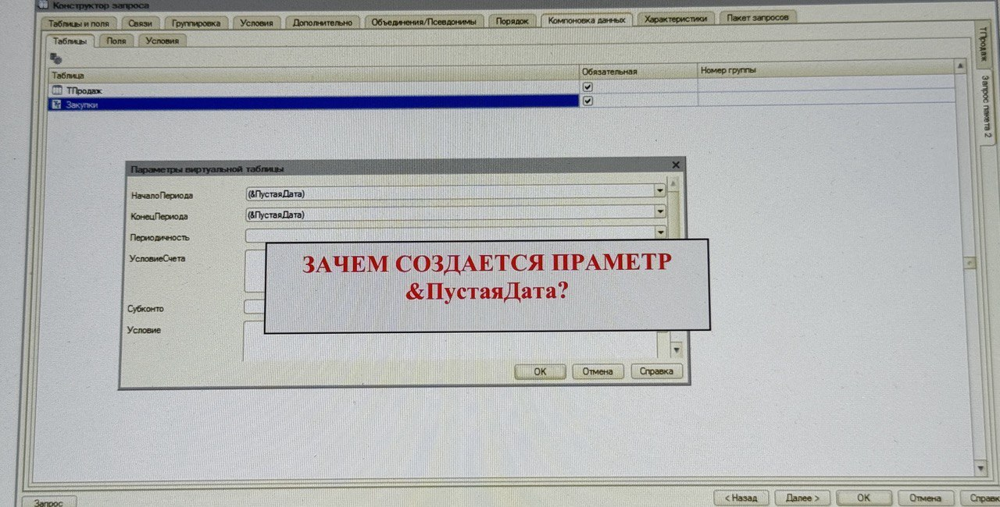 Конструктор запроса
Таблицы и поля Связи Группировка Условия Дополнительно Объединения/Псевдонимы Порядок Компоновка данных Характеристики Пакет запросов
Таблицы Поля Условия
Таблица Обязательная Номер группы
ТПродаж
Закупки
ТПродаж
Запрос пакета 2
Параметры виртуальной таблицы
НачалоПериода (&ПустаяДата)
КонецПериода (&ПустаяДата)
Периодичность
УсловиеСчета
ЗАЧЕМ СОЗДАЕТСЯ ПРАМЕТР
&ПустаяДата?
Субконто
Условие
OK Отмена Справка
Запрос < Назад Далее > OK Отмена Справк